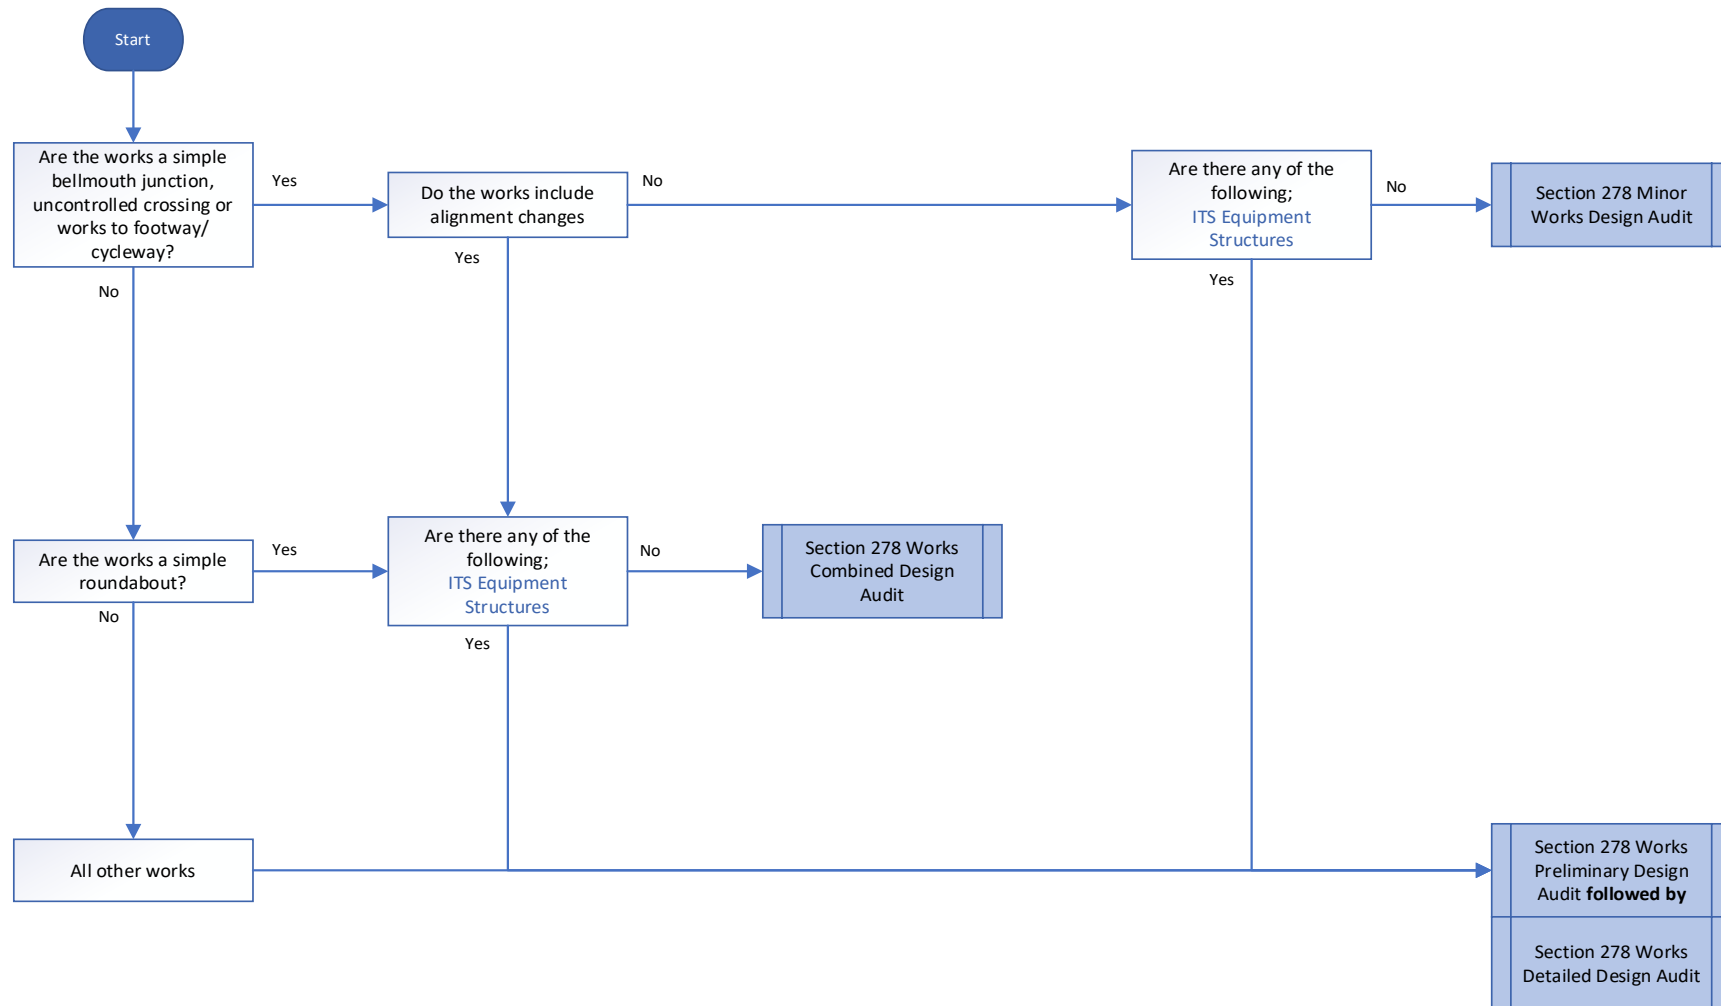 Start
Are the works a simple
bellmouth junction,
uncontrolled crossing or
works to footway/
cycleway?
Yes
No
Do the works include
alignment changes
No
Yes
Are there any of the
following;
ITS Equipment
Structures
No
Yes
Section 278 Minor
Works Design Audit
Are the works a simple
roundabout?
Yes
No
Are there any of the
following;
ITS Equipment
Structures
No
Yes
Section 278 Works
Combined Design
Audit
All other works
Section 278 Works
Preliminary Design
Audit followed by
Section 278 Works
Detailed Design Audit